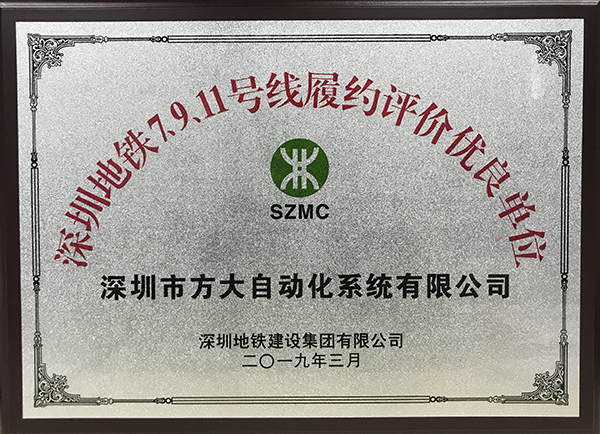 深圳地铁7、9、11号线履约评价优良单位
SZMC
深圳市方大自动化系统有限公司
深圳地铁建设集团有限公司
二〇一九年三月